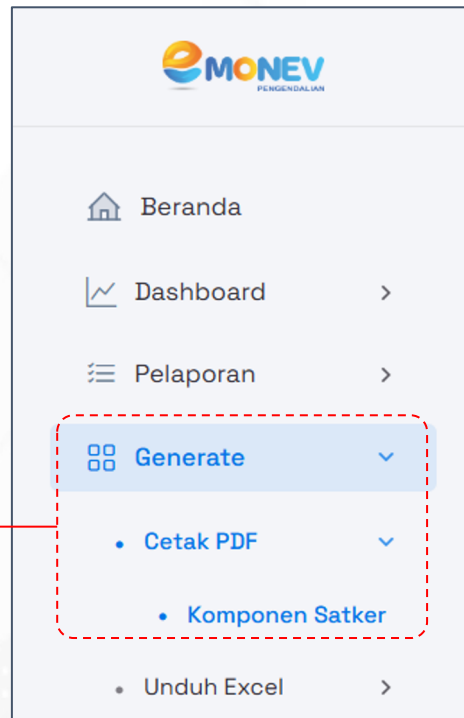 eMONEV
PENGENDALIAN
Beranda
Dashboard
Pelaporan
Generate
Cetak PDF
Komponen Satker
Unduh Excel